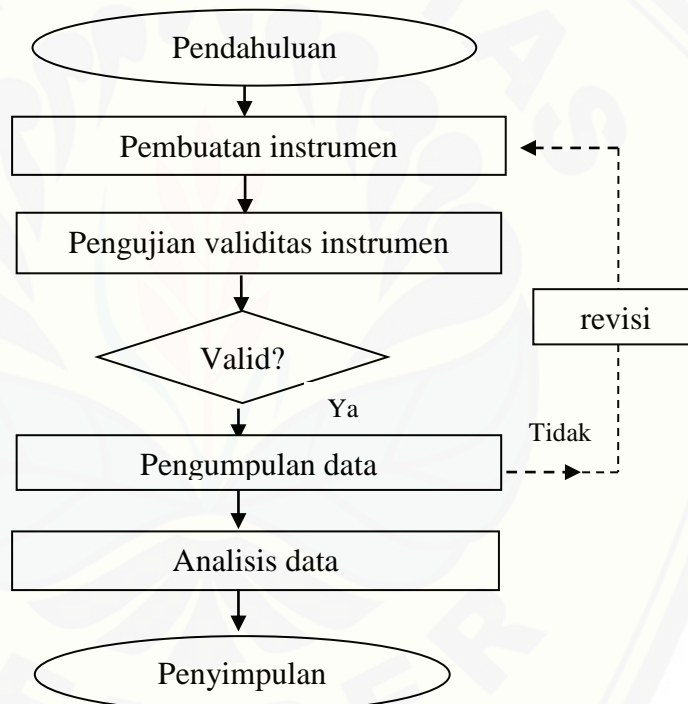 Pendahuluan
Pembuatan instrumen
Pengujian validitas instrumen
revisi
Valid?
Ya
Tidak
Pengumpulan data
Analisis data
Penyimpulan